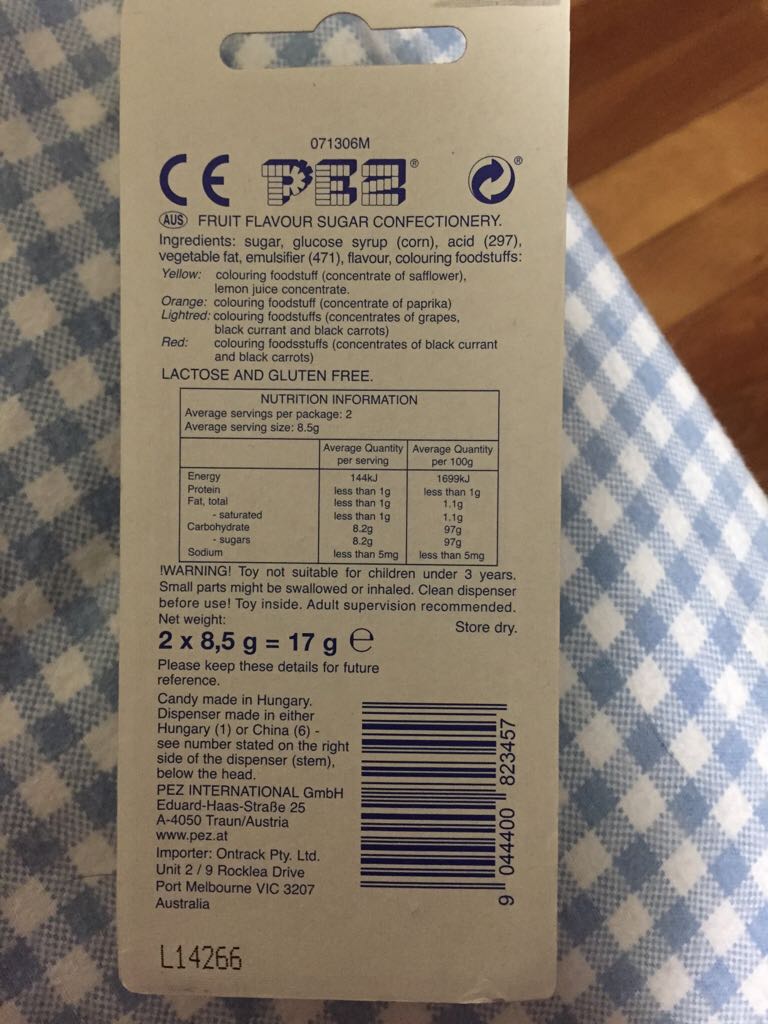 071306M
CE PEZ® ®
AUS FRUIT FLAVOUR SUGAR CONFECTIONERY.
Ingredients: sugar, glucose syrup (corn), acid (297),
vegetable fat, emulsifier (471), flavour, colouring foodstuffs:
Yellow: colouring foodstuff (concentrate of safflower),
lemon juice concentrate.
Orange: colouring foodstuff (concentrate of paprika)
Lightred: colouring foodstuffs (concentrates of grapes,
black currant and black carrots)
Red: colouring foodsstuffs (concentrates of black currant
and black carrots)
LACTOSE AND GLUTEN FREE.
NUTRITION INFORMATION
Average servings per package: 2
Average serving size: 8.5g
Average Quantity Average Quantity
per serving per 100g
Energy 144kJ 1699kJ
Protein less than 1g less than 1g
Fat, total less than 1g 1.1g
- saturated less than 1g 1.1g
Carbohydrate 8.2g 97g
- sugars 8.2g 97g
Sodium less than 5mg less than 5mg
!WARNING! Toy not suitable for children under 3 years.
Small parts might be swallowed or inhaled. Clean dispenser
before use! Toy inside. Adult supervision recommended.
Net weight: Store dry.
2 x 8,5 g = 17 g e
Please keep these details for future
reference.
Candy made in Hungary.
Dispenser made in either
Hungary (1) or China (6) -
see number stated on the right
side of the dispenser (stem),
below the head.
PEZ INTERNATIONAL GmbH
Eduard-Haas-Straße 25
A-4050 Traun/Austria
www.pez.at
Importer: Ontrack Pty. Ltd.
Unit 2 / 9 Rocklea Drive
Port Melbourne VIC 3207
Australia
9 044400 823457
L14266